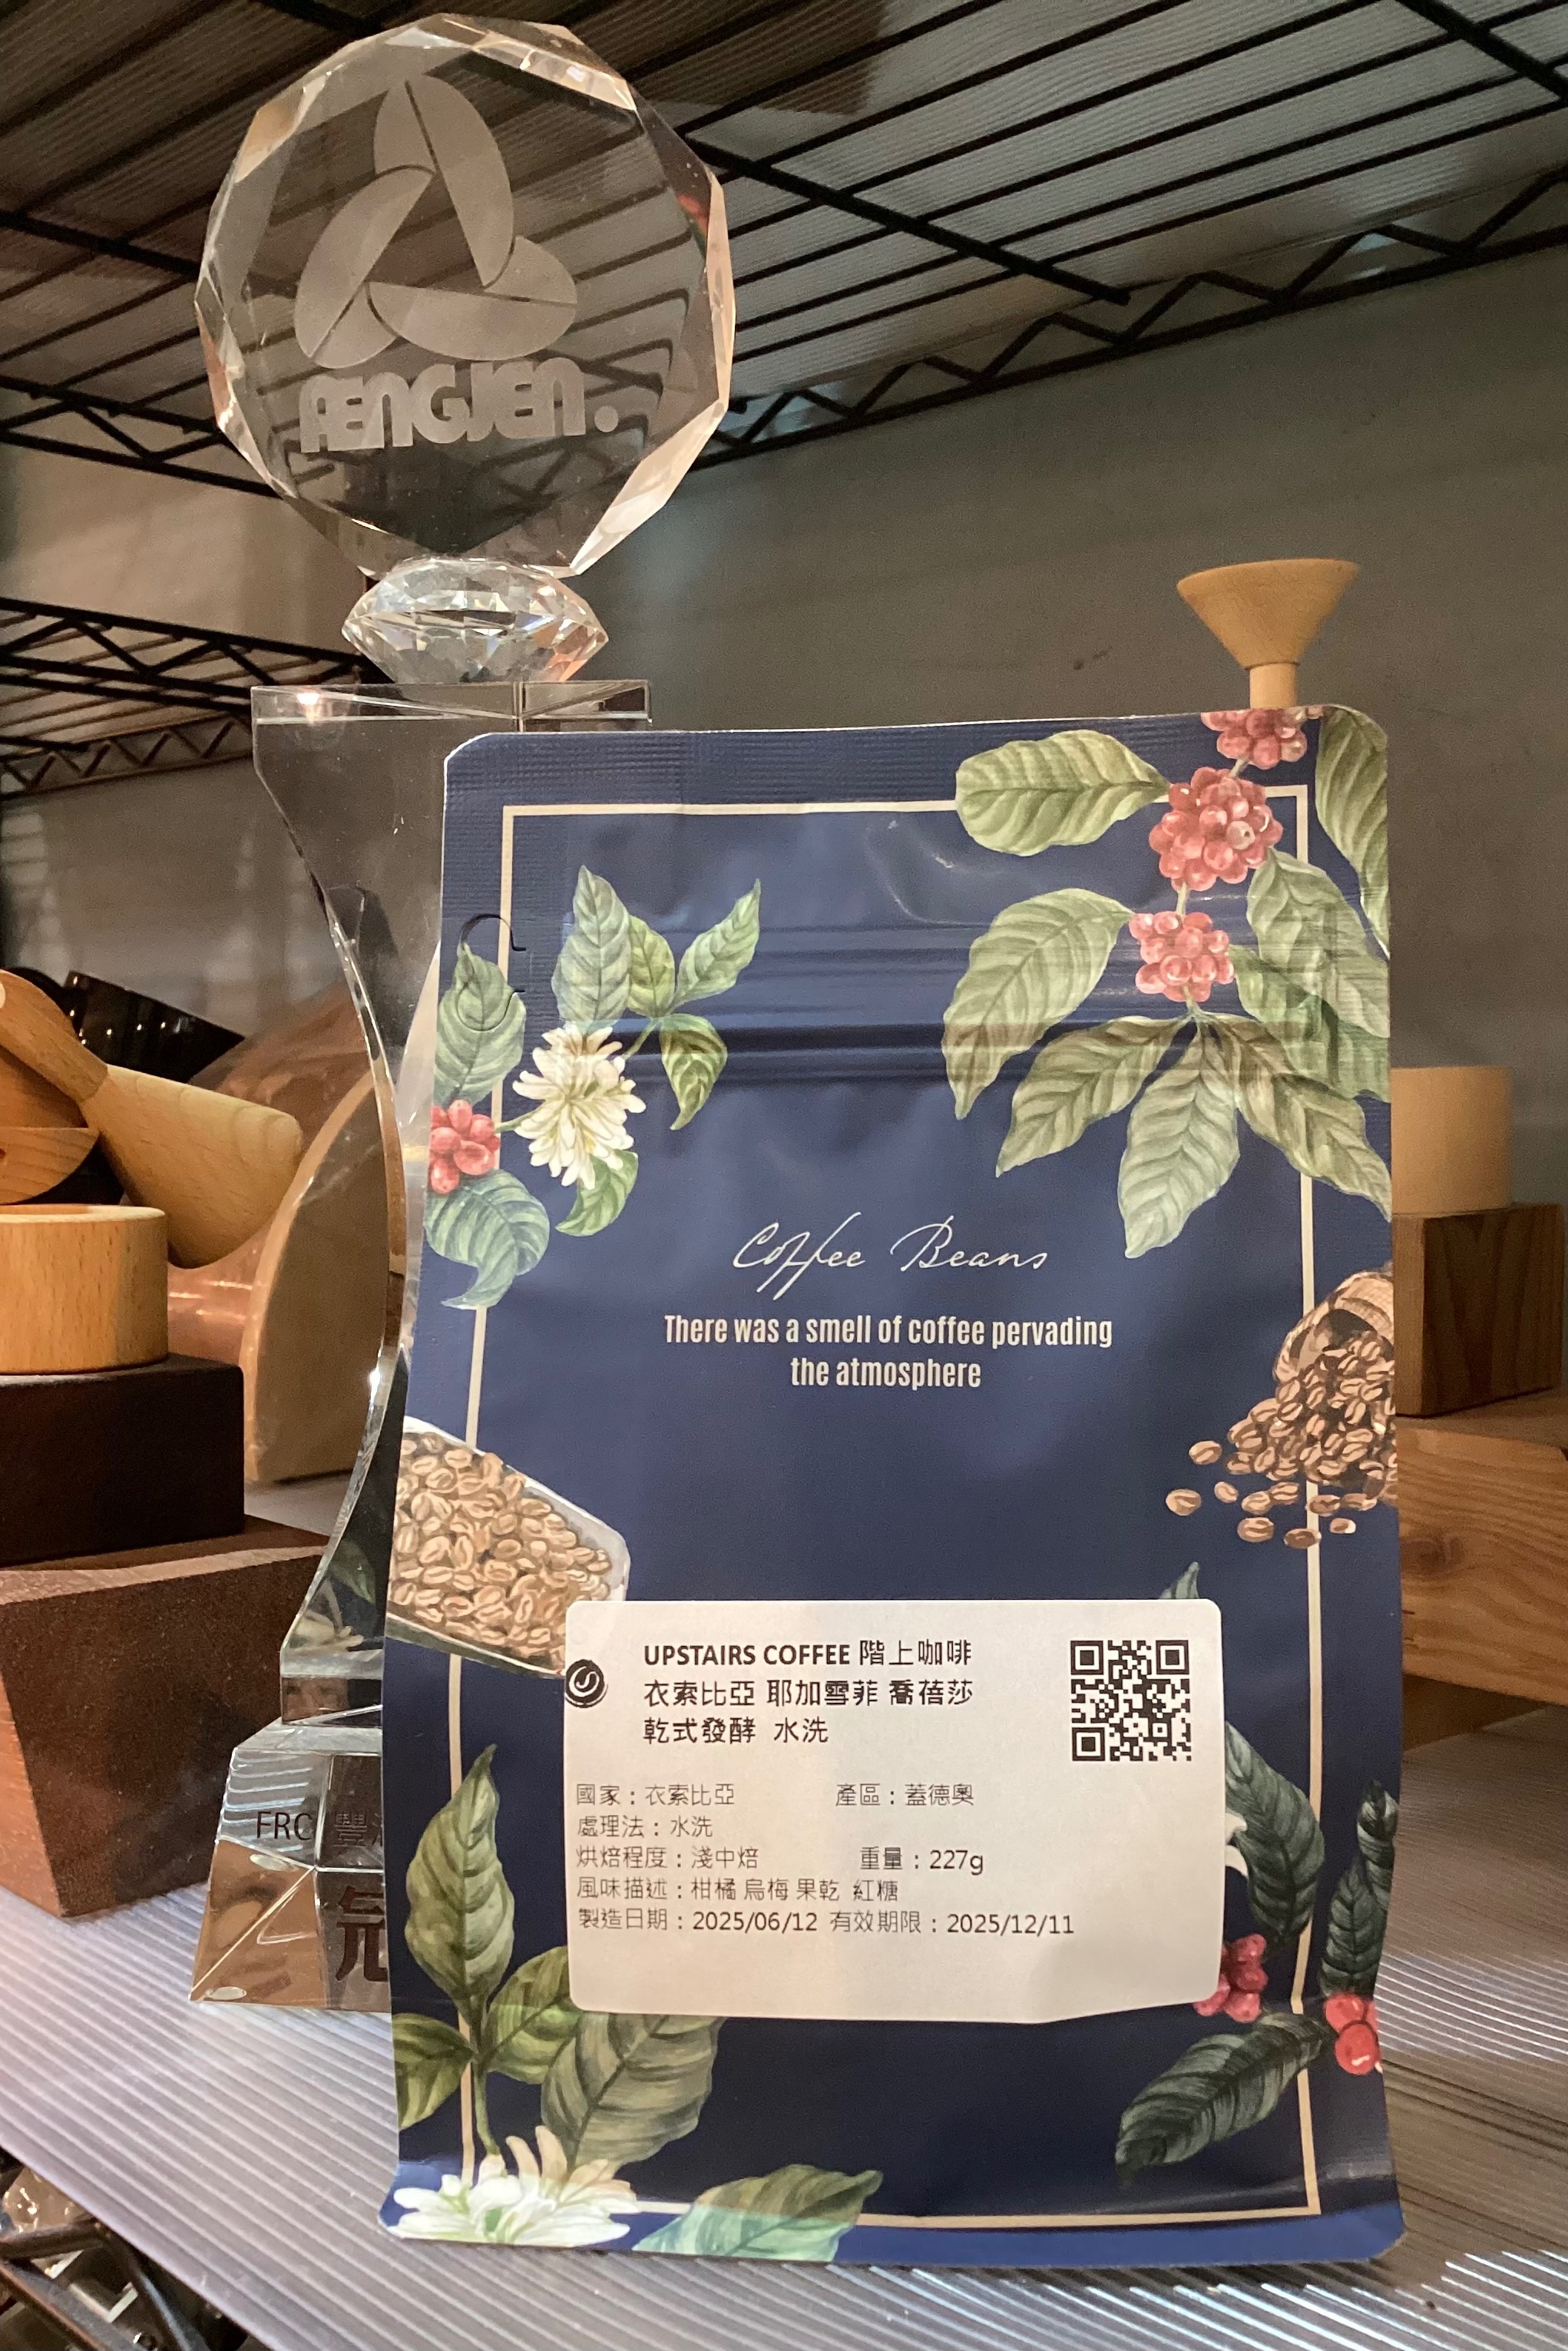 FENGJEN.
Coffee Beans
There was a smell of coffee pervading
the atmosphere
UPSTAIRS COFFEE 階上咖啡
衣索比亞 耶加雪菲 喬蓓莎
乾式發酵 水洗
國家：衣索比亞 產區：蓋德奧
處理法：水洗
烘焙程度：淺中焙 重量：227g
風味描述：柑橘 烏梅 果乾 紅糖
製造日期：2025/06/12 有效期限：2025/12/11
FRC 豐